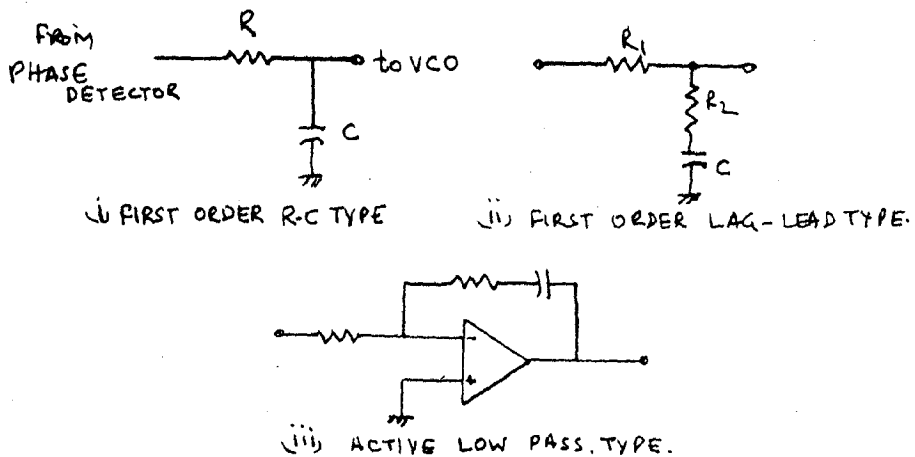 FROM
PHASE
DETECTOR
R
to VCO
C
(i) FIRST ORDER R-C TYPE
R1
R2
C
(ii) FIRST ORDER LAG-LEAD TYPE.
-
+
(iii) ACTIVE LOW PASS. TYPE.